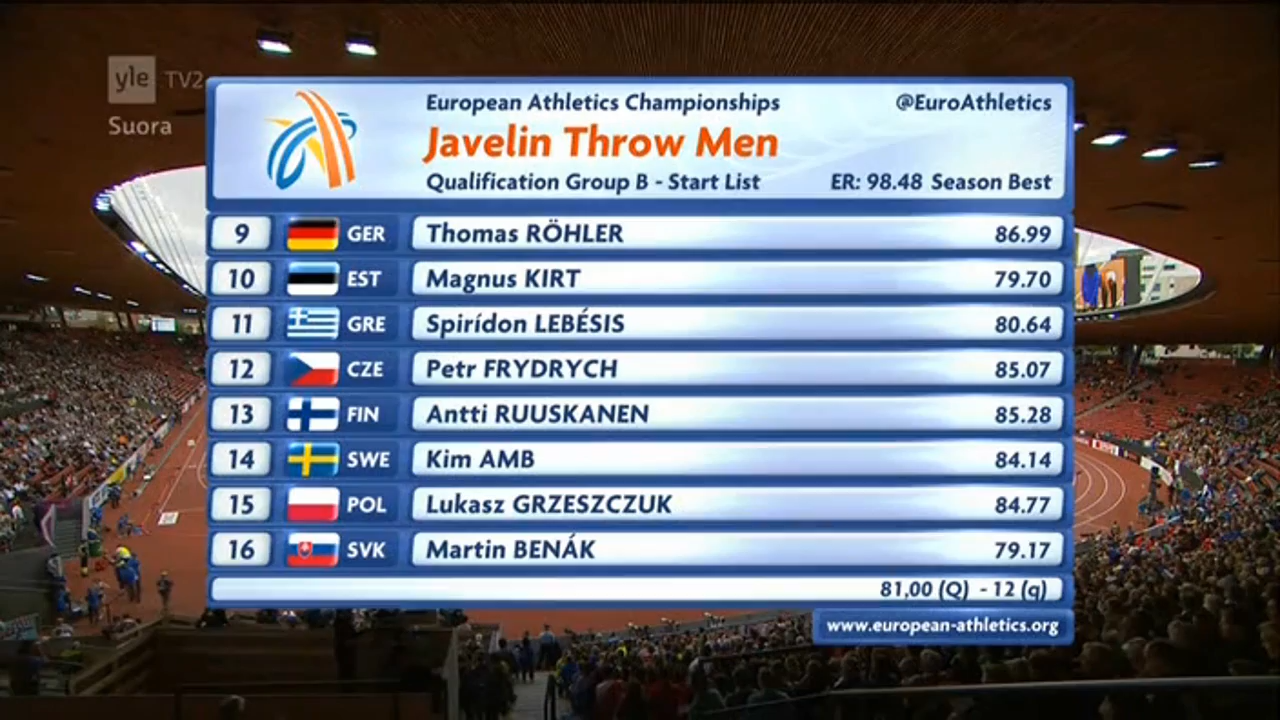 yle TV2
Suora
European Athletics Championships @EuroAthletics
Javelin Throw Men
Qualification Group B - Start List ER: 98.48 Season Best
9 GER Thomas RÖHLER 86.99
10 EST Magnus KIRT 79.70
11 GRE Spirídon LEBÉSIS 80.64
12 CZE Petr FRYDRYCH 85.07
13 FIN Antti RUUSKANEN 85.28
14 SWE Kim AMB 84.14
15 POL Lukasz GRZESZCZUK 84.77
16 SVK Martin BENÁK 79.17
81,00 (Q) - 12 (q)
www.european-athletics.org